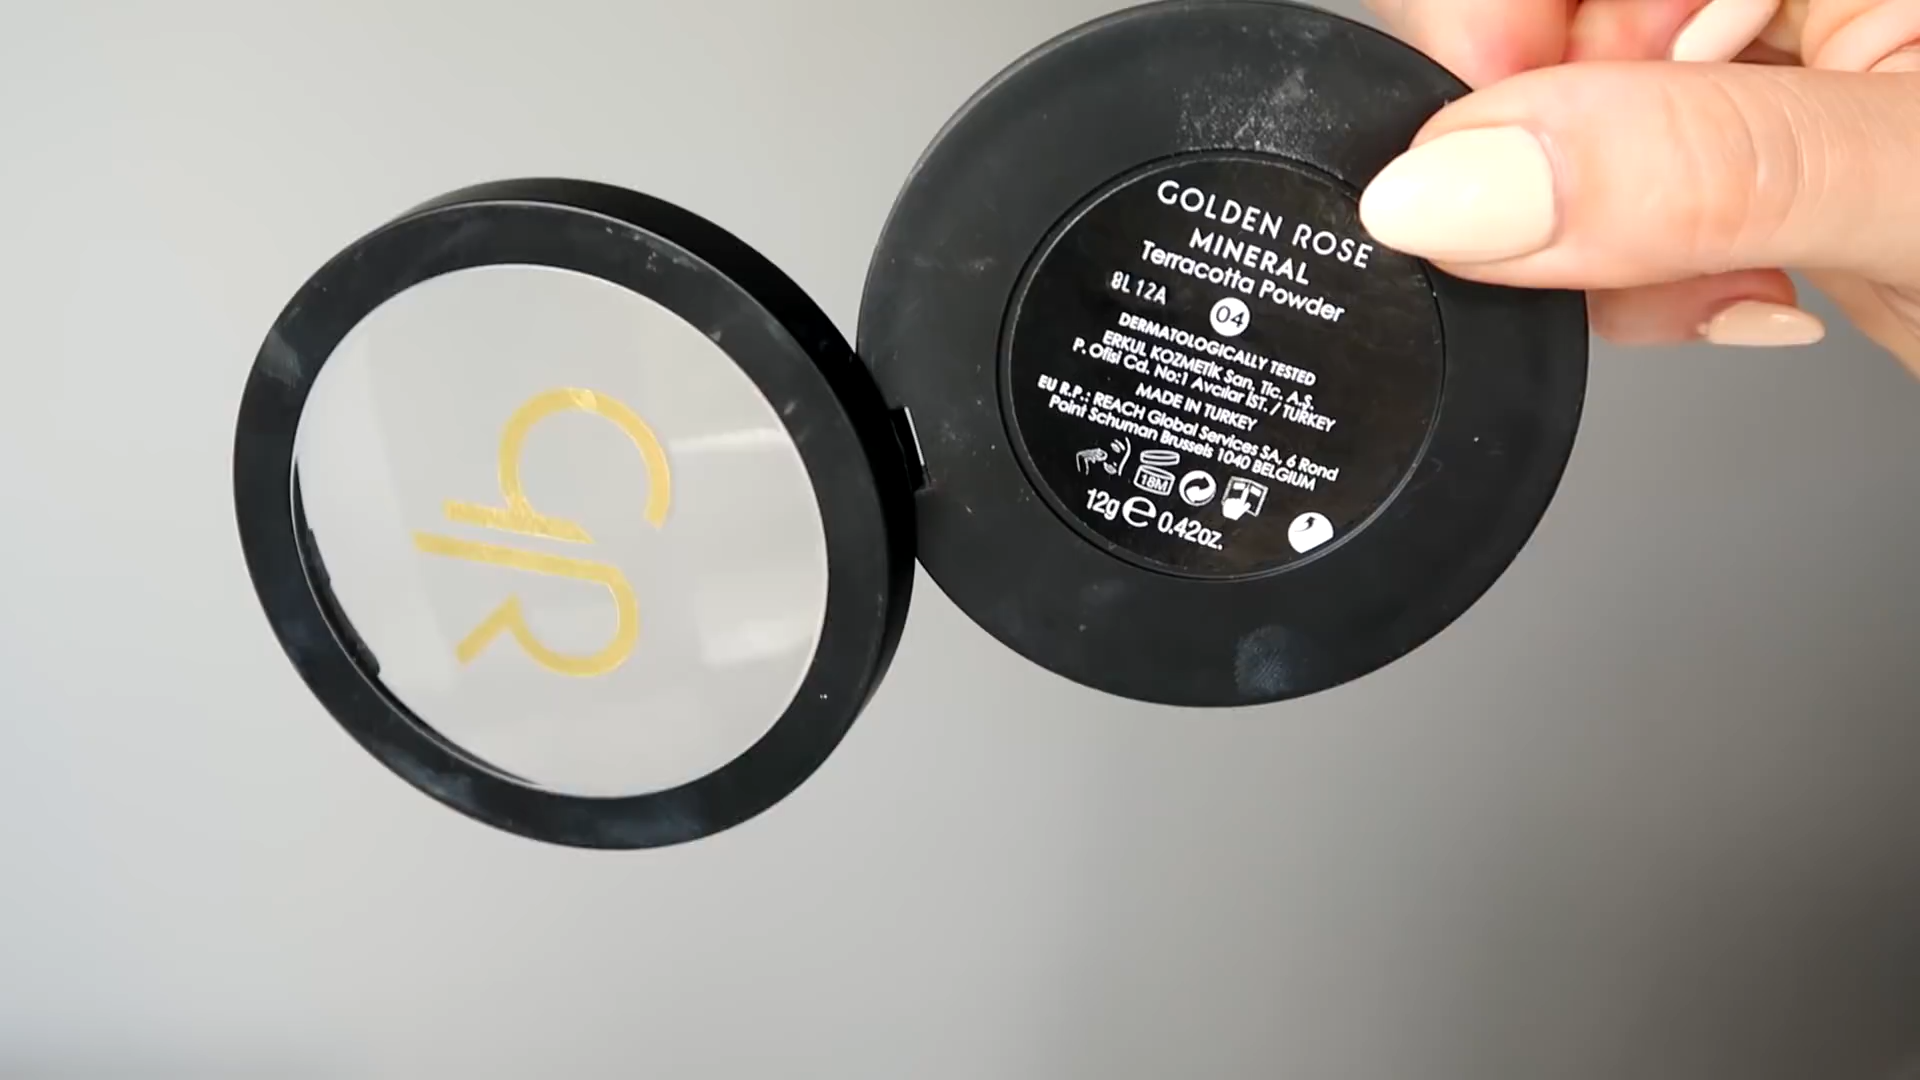 GR
GOLDEN ROSE
MINERAL
Terracotta Powder
8L12A
04
DERMATOLOGICALLY TESTED
ERKUL KOZMETİK San. Tic. A.Ş.
P. Ofisi Cd. No:1 Avcılar İST. / TURKEY
MADE IN TURKEY
EU R.P.: REACH Global Services SA, 6 Rond
Point Schuman Brussels 1040 BELGIUM
18M
12g e 0.42oz.